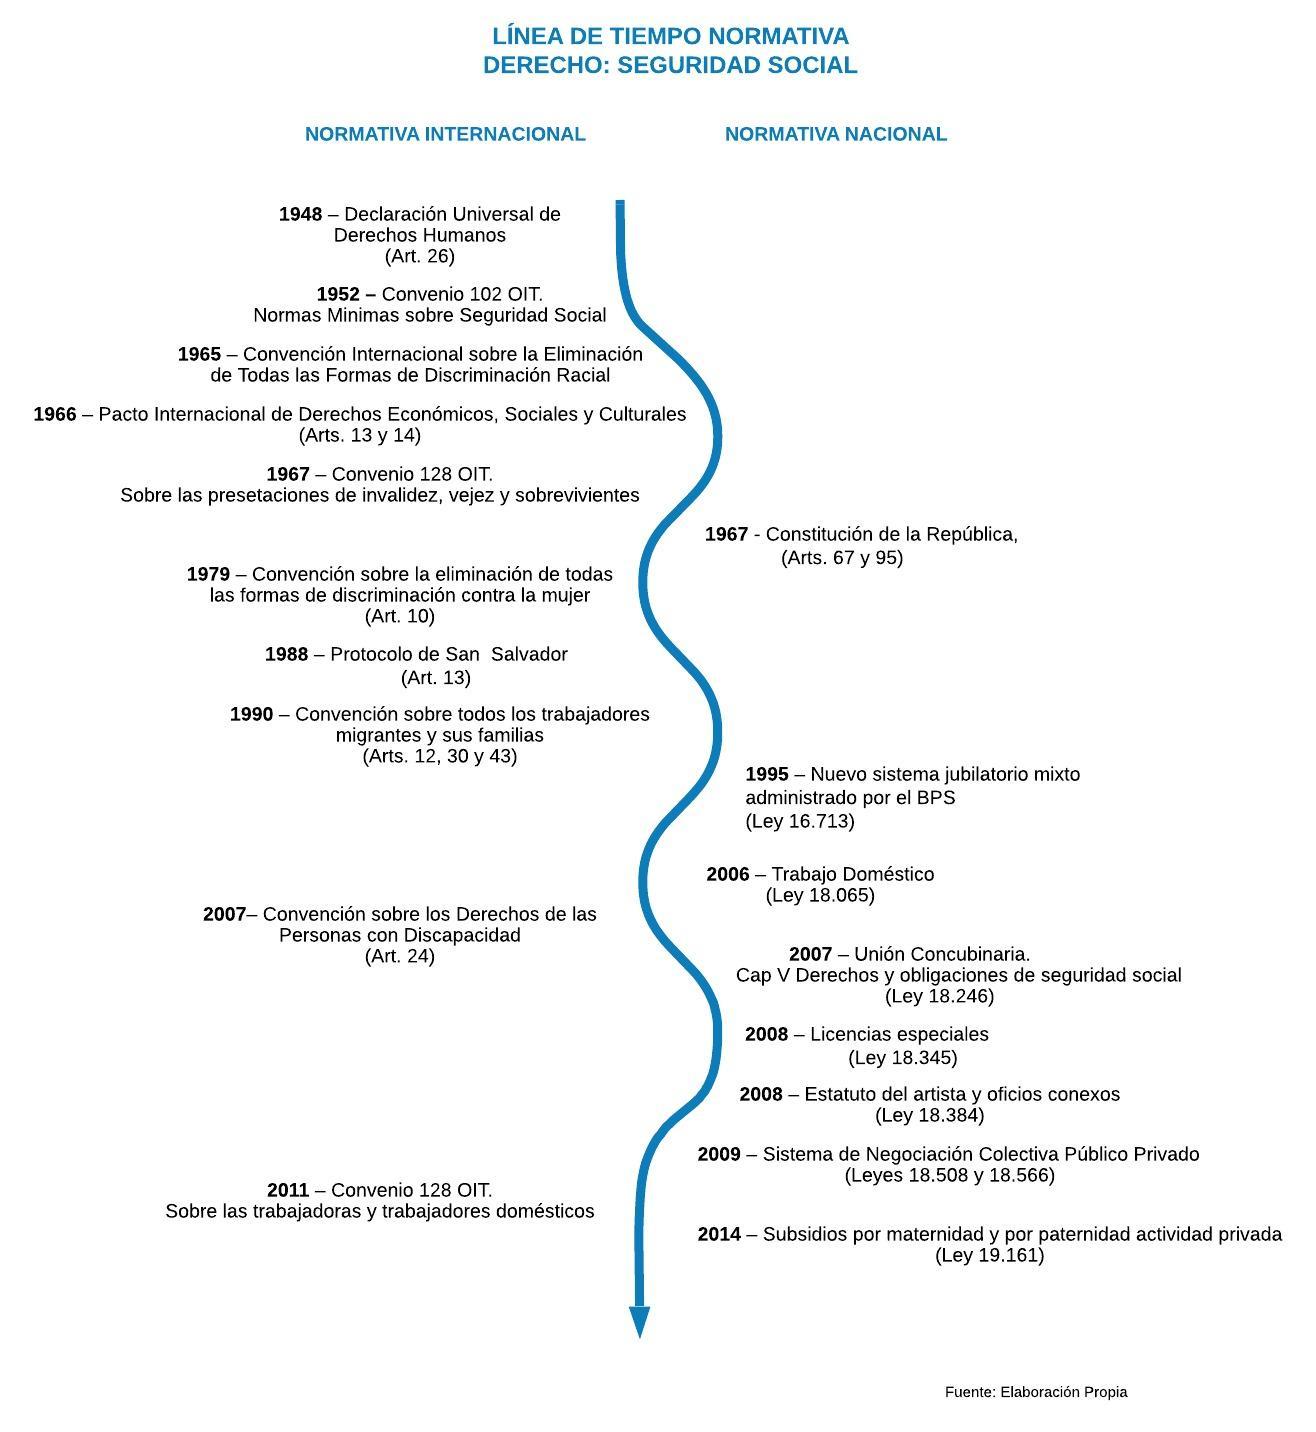 LÍNEA DE TIEMPO NORMATIVA
DERECHO: SEGURIDAD SOCIAL
NORMATIVA INTERNACIONAL
NORMATIVA NACIONAL
1948 – Declaración Universal de
Derechos Humanos
(Art. 26)
1952 – Convenio 102 OIT.
Normas Minimas sobre Seguridad Social
1965 – Convención Internacional sobre la Eliminación
de Todas las Formas de Discriminación Racial
1966 – Pacto Internacional de Derechos Económicos, Sociales y Culturales
(Arts. 13 y 14)
1967 – Convenio 128 OIT.
Sobre las presetaciones de invalidez, vejez y sobrevivientes
1967 - Constitución de la República,
(Arts. 67 y 95)
1979 – Convención sobre la eliminación de todas
las formas de discriminación contra la mujer
(Art. 10)
1988 – Protocolo de San  Salvador
(Art. 13)
1990 – Convención sobre todos los trabajadores
migrantes y sus familias
(Arts. 12, 30 y 43)
1995 – Nuevo sistema jubilatorio mixto
administrado por el BPS
(Ley 16.713)
2006 – Trabajo Doméstico
(Ley 18.065)
2007– Convención sobre los Derechos de las
Personas con Discapacidad
(Art. 24)
2007 – Unión Concubinaria.
Cap V Derechos y obligaciones de seguridad social
(Ley 18.246)
2008 – Licencias especiales
(Ley 18.345)
2008 – Estatuto del artista y oficios conexos
(Ley 18.384)
2009 – Sistema de Negociación Colectiva Público Privado
(Leyes 18.508 y 18.566)
2011 – Convenio 128 OIT.
Sobre las trabajadoras y trabajadores domésticos
2014 – Subsidios por maternidad y por paternidad actividad privada
(Ley 19.161)
Fuente: Elaboración Propia